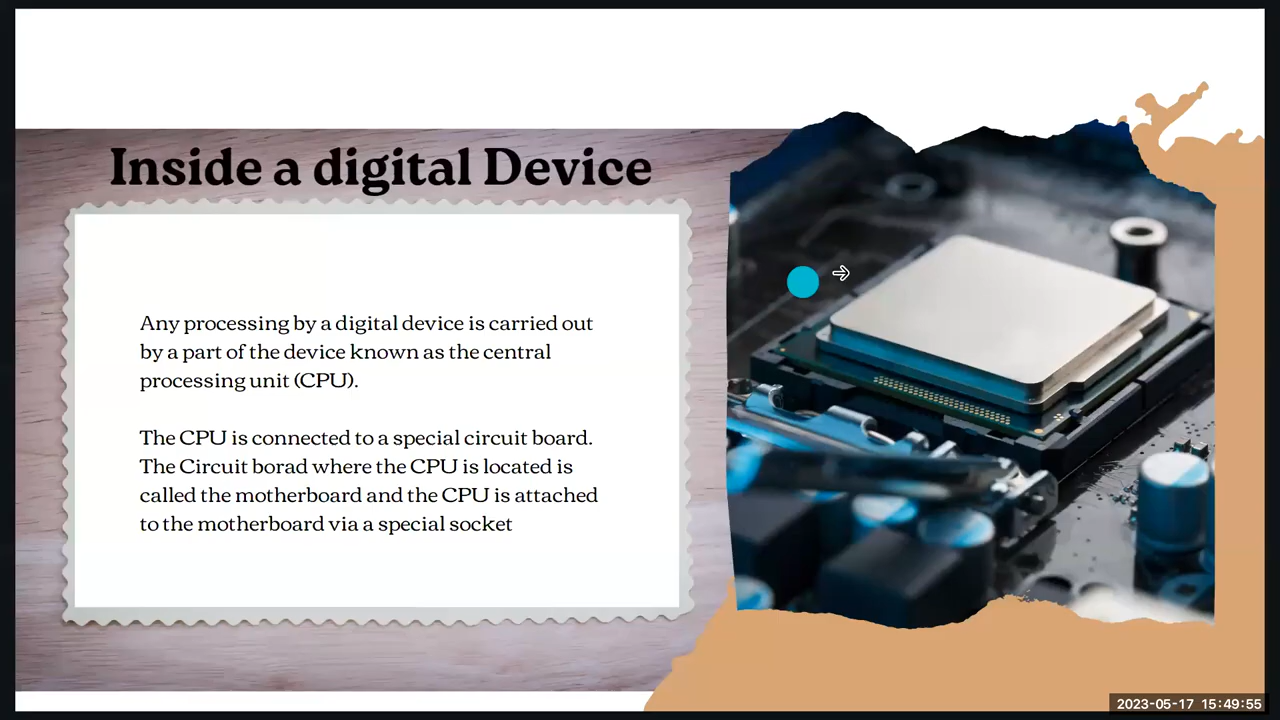 Inside a digital Device
Any processing by a digital device is carried out
by a part of the device known as the central
processing unit (CPU).
The CPU is connected to a special circuit board.
The Circuit borad where the CPU is located is
called the motherboard and the CPU is attached
to the motherboard via a special socket
2023-05-17 15:49:55